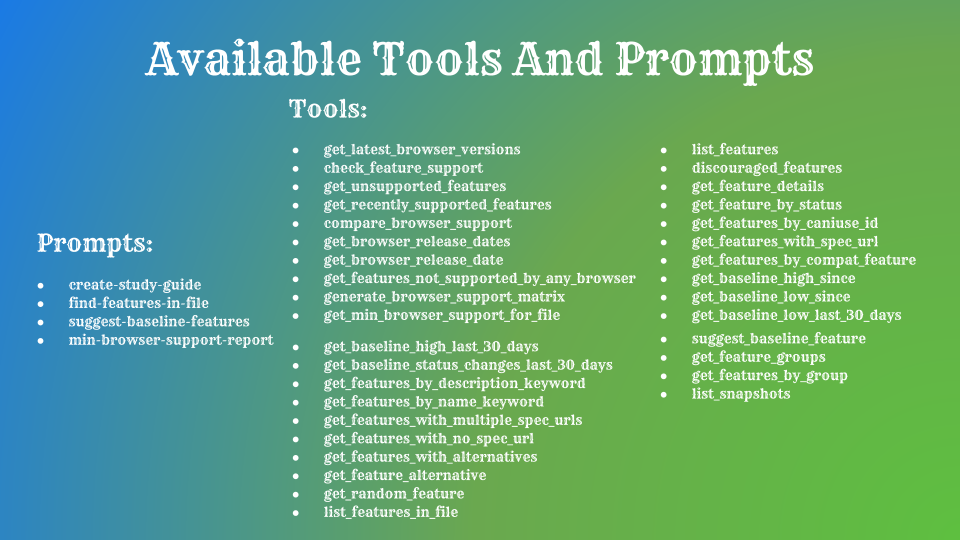 Available Tools And Prompts
Prompts:
create-study-guide
find-features-in-file
suggest-baseline-features
min-browser-support-report
Tools:
get_latest_browser_versions
check_feature_support
get_unsupported_features
get_recently_supported_features
compare_browser_support
get_browser_release_dates
get_browser_release_date
get_features_not_supported_by_any_browser
generate_browser_support_matrix
get_min_browser_support_for_file
get_baseline_high_last_30_days
get_baseline_status_changes_last_30_days
get_features_by_description_keyword
get_features_by_name_keyword
get_features_with_multiple_spec_urls
get_features_with_no_spec_url
get_features_with_alternatives
get_feature_alternative
get_random_feature
list_features_in_file
list_features
discouraged_features
get_feature_details
get_feature_by_status
get_features_by_caniuse_id
get_features_with_spec_url
get_features_by_compat_feature
get_baseline_high_since
get_baseline_low_since
get_baseline_low_last_30_days
suggest_baseline_feature
get_feature_groups
get_features_by_group
list_snapshots